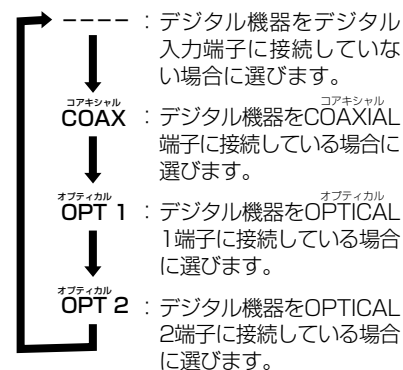 ---- : デジタル機器をデジタル
入力端子に接続していな
い場合に選びます。
コアキシャル コアキシャル
COAX : デジタル機器をCOAXIAL
端子に接続している場合に
選びます。
オプティカル オプティカル
OPT 1 : デジタル機器をOPTICAL
1端子に接続している場合
に選びます。
オプティカル
OPT 2 : デジタル機器をOPTICAL
2端子に接続している場合
に選びます。